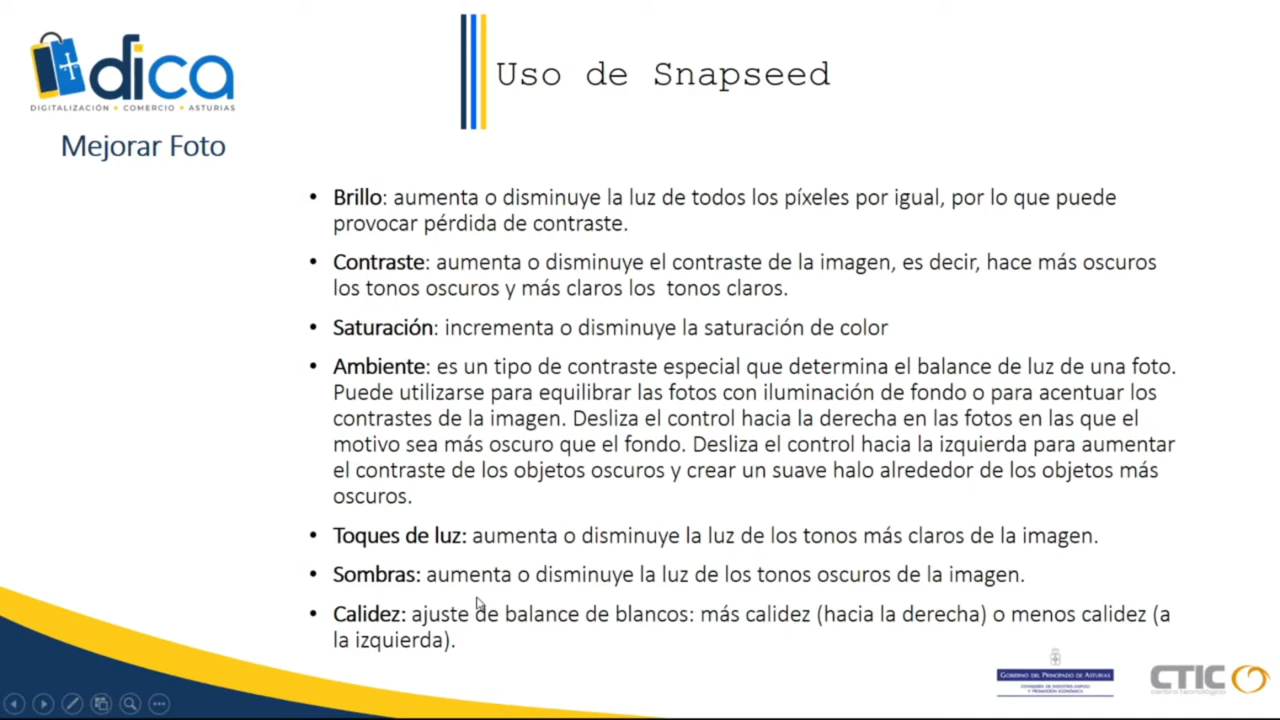 dica
DIGITALIZACIÓN • COMERCIO • ASTURIAS
Mejorar Foto
Uso de Snapseed
• Brillo: aumenta o disminuye la luz de todos los píxeles por igual, por lo que puede
provocar pérdida de contraste.
• Contraste: aumenta o disminuye el contraste de la imagen, es decir, hace más oscuros
los tonos oscuros y más claros los  tonos claros.
• Saturación: incrementa o disminuye la saturación de color
• Ambiente: es un tipo de contraste especial que determina el balance de luz de una foto.
Puede utilizarse para equilibrar las fotos con iluminación de fondo o para acentuar los
contrastes de la imagen. Desliza el control hacia la derecha en las fotos en las que el
motivo sea más oscuro que el fondo. Desliza el control hacia la izquierda para aumentar
el contraste de los objetos oscuros y crear un suave halo alrededor de los objetos más
oscuros.
• Toques de luz: aumenta o disminuye la luz de los tonos más claros de la imagen.
• Sombras: aumenta o disminuye la luz de los tonos oscuros de la imagen.
• Calidez: ajuste de balance de blancos: más calidez (hacia la derecha) o menos calidez (a
la izquierda).
GOBIERNO DEL PRINCIPADO DE ASTURIAS
CONSEJERÍA DE INDUSTRIA, EMPLEO
Y PROMOCIÓN ECONÓMICA
CTIC
centro tecnológico